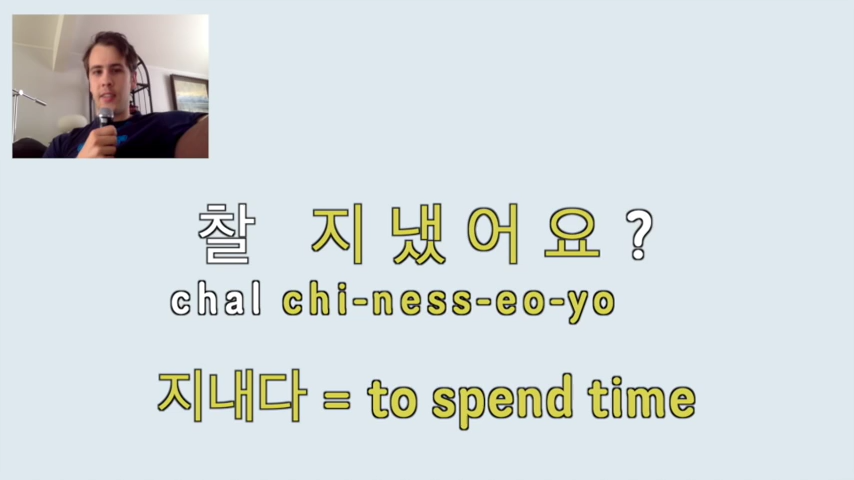 찰 지냈어요?
chal chi-ness-eo-yo
지내다 = to spend time